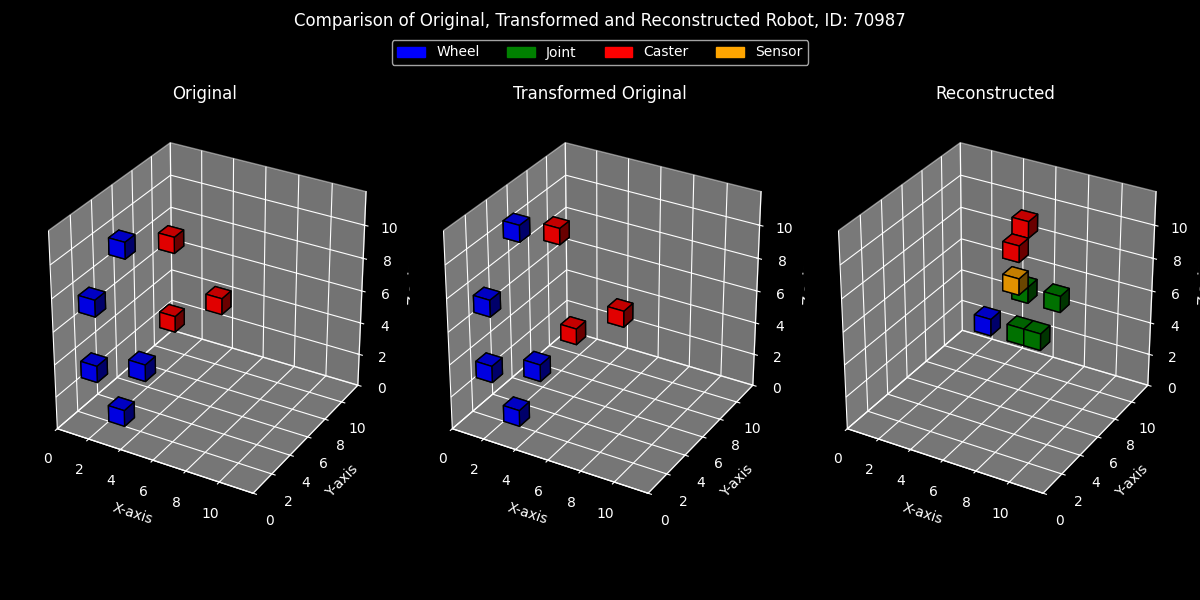 Comparison of Original, Transformed and Reconstructed Robot, ID: 70987
Wheel Joint Caster Sensor
Original Transformed Original Reconstructed
10 10 10
8 8 8
6 6 6
4 4 4
2 2 2
0 0 0
0 2 4 6 8 10 0 2 4 6 8 10
0 2 4 6 8 10 0 2 4 6 8 10
0 2 4 6 8 10 0 2 4 6 8 10
X-axis Y-axis X-axis Y-axis X-axis Y-axis